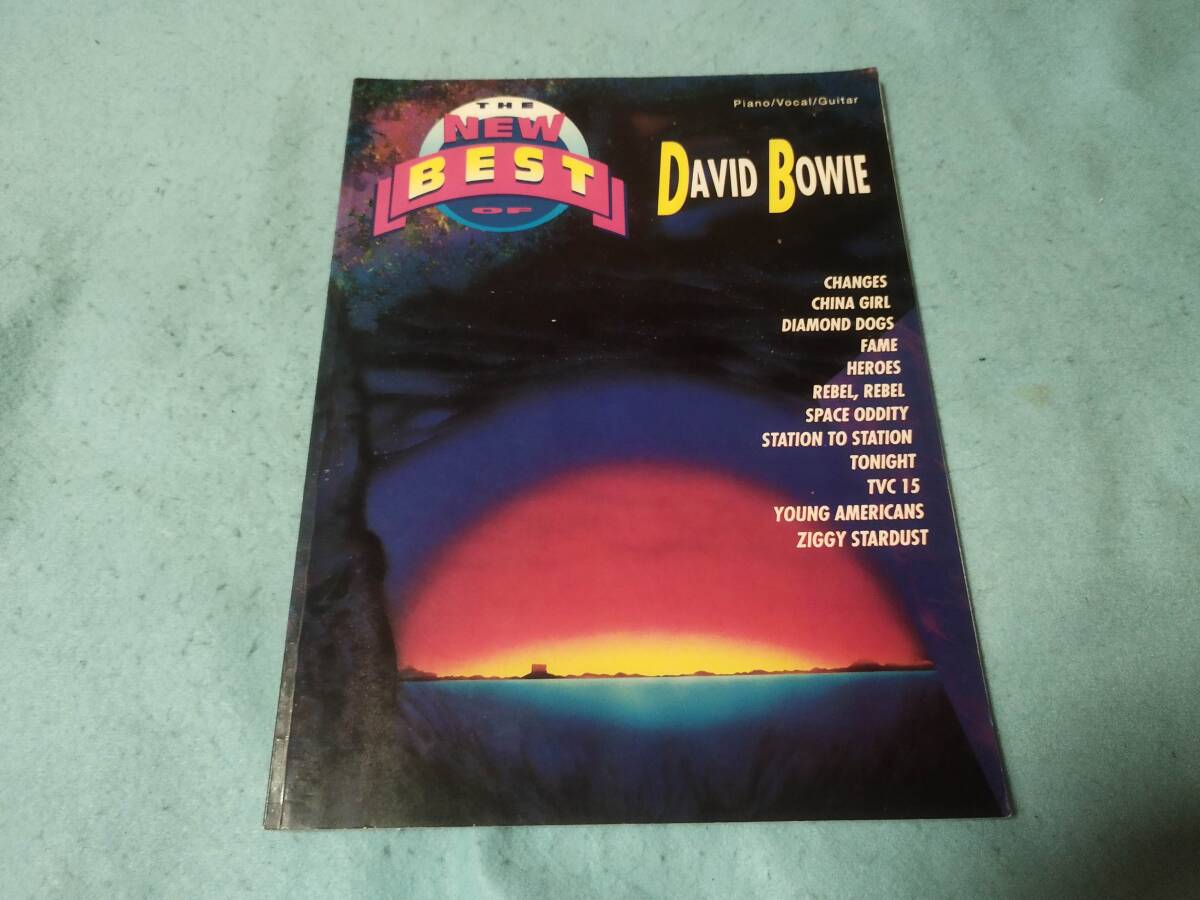 THE
NEW
BEST
OF
Piano/Vocal/Guitar
DAVID BOWIE
CHANGES
CHINA GIRL
DIAMOND DOGS
FAME
HEROES
REBEL, REBEL
SPACE ODDITY
STATION TO STATION
TONIGHT
TVC 15
YOUNG AMERICANS
ZIGGY STARDUST